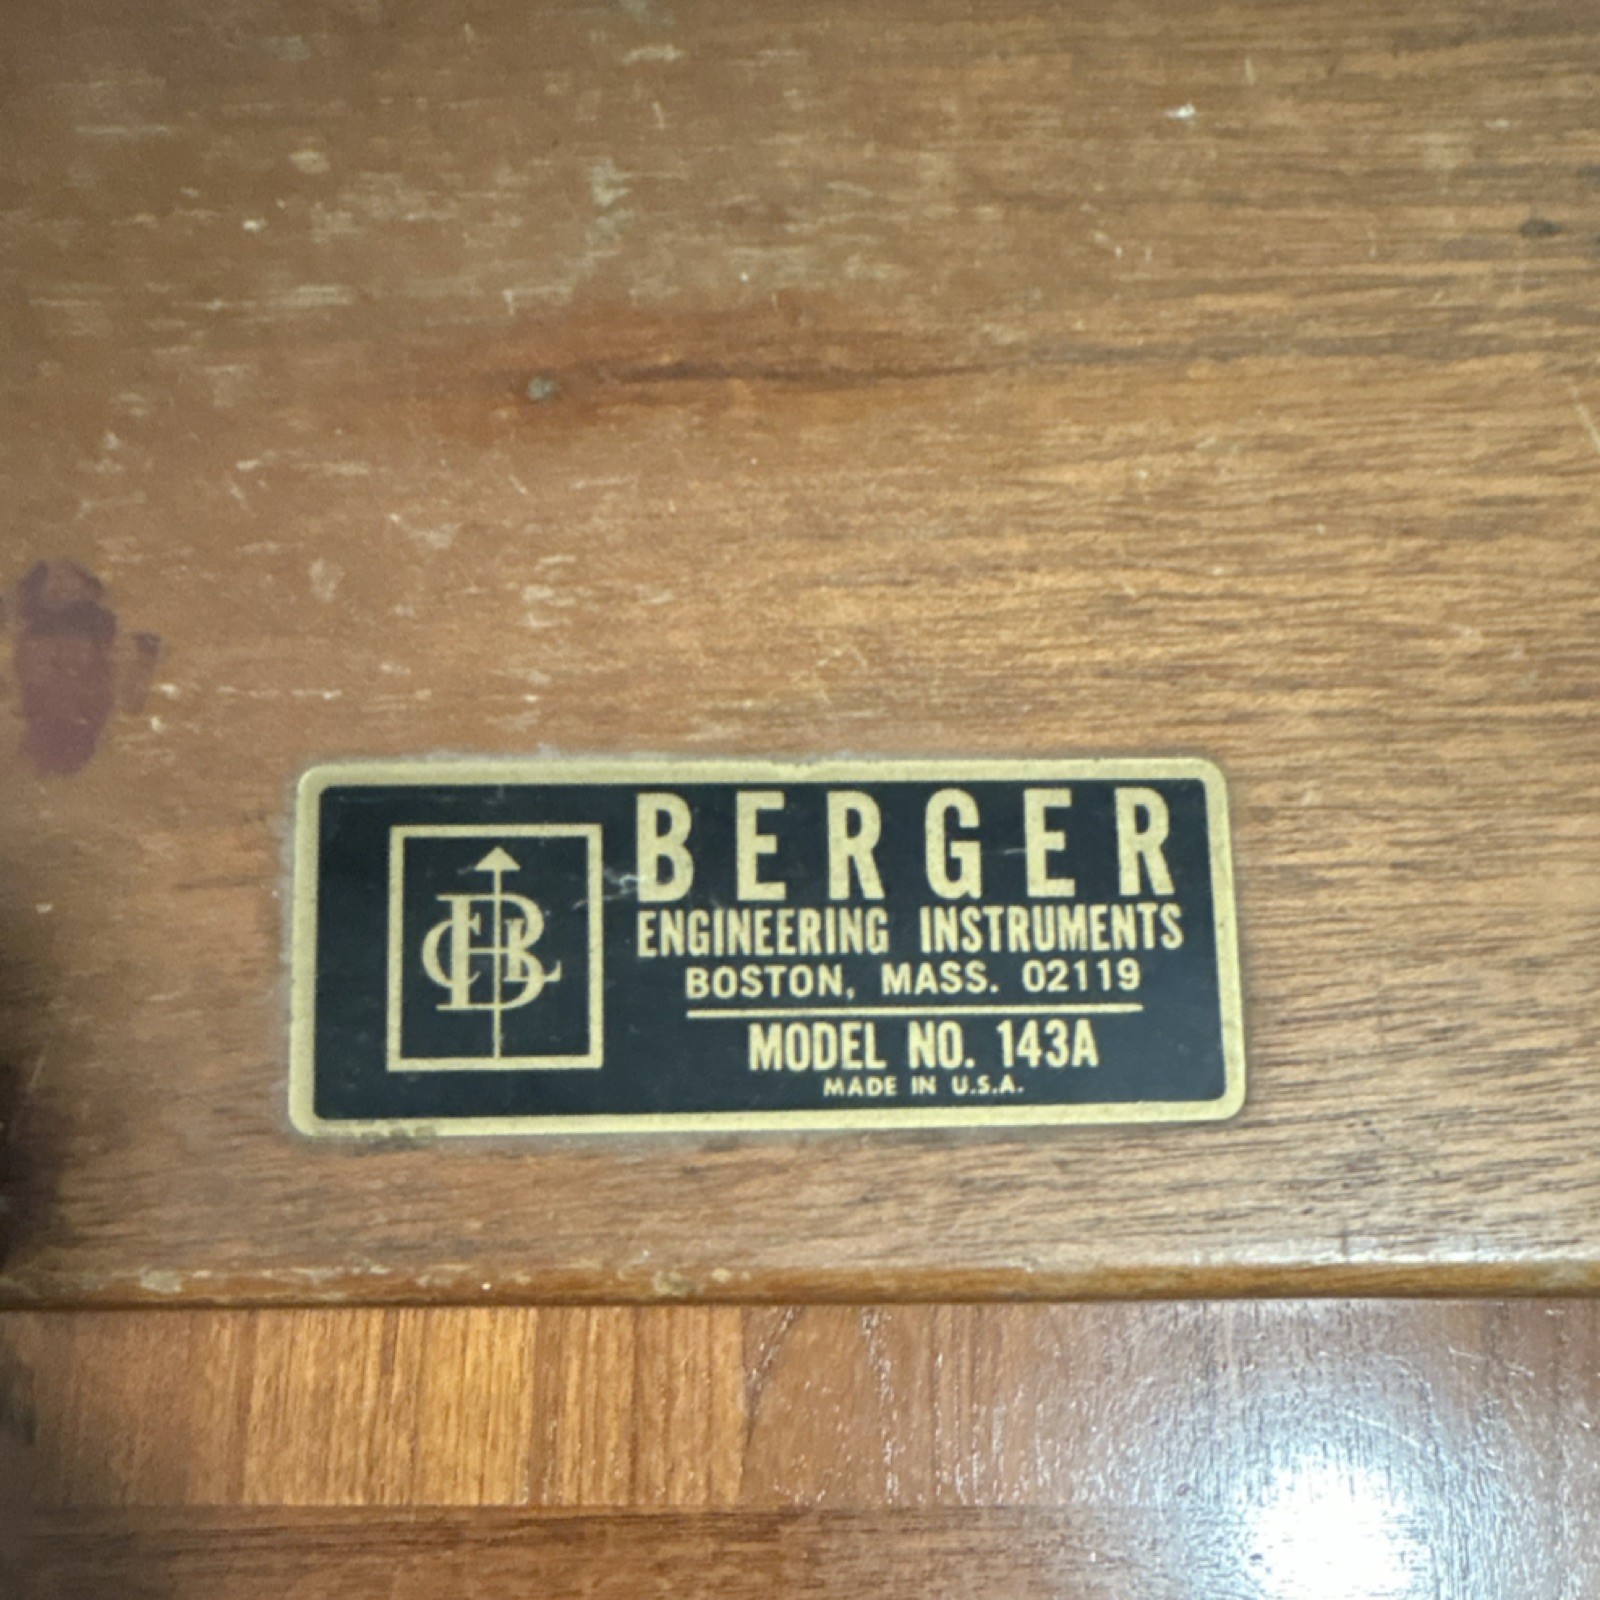 BERGER
ENGINEERING INSTRUMENTS
BOSTON, MASS. 02119
MODEL NO. 143A
MADE IN U.S.A.